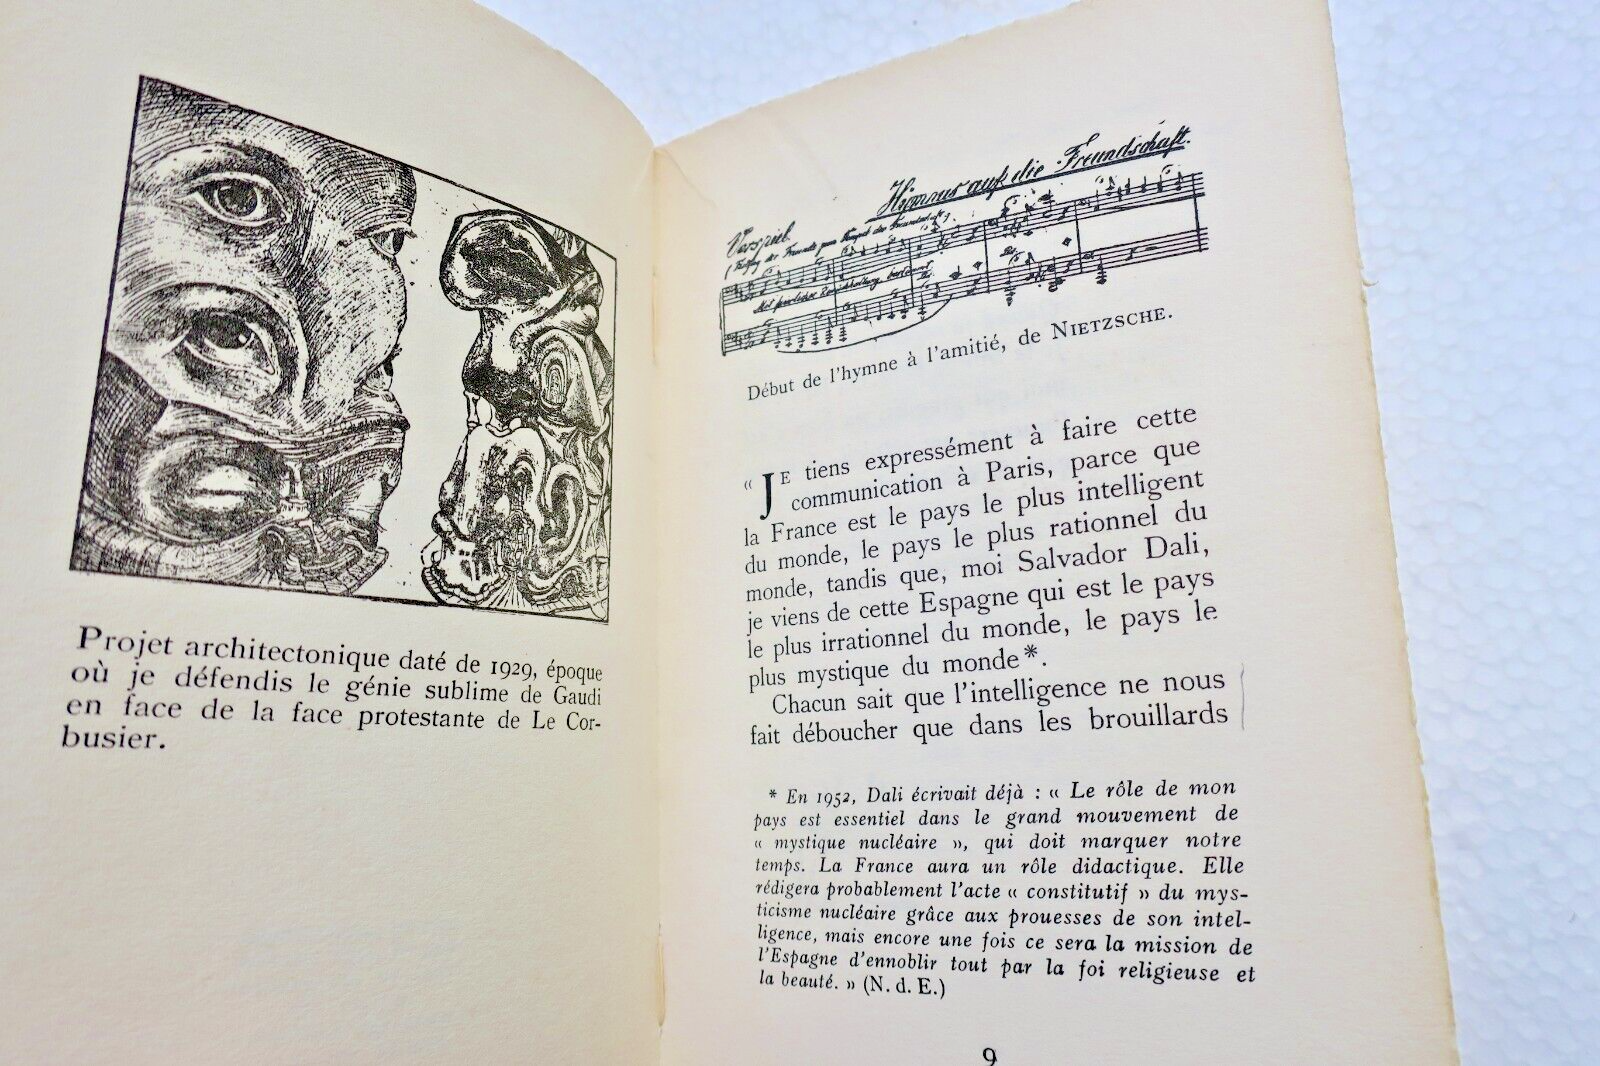 Projet architectonique daté de 1929, époque
où je défendis le génie sublime de Gaudi
en face de la face protestante de Le Cor-
busier.
Hymnus auf die Freundschaft.
Vorspiel.
Début de l'hymne à l'amitié, de NIETZSCHE.
« JE tiens expressément à faire cette
communication à Paris, parce que
la France est le pays le plus intelligent
du monde, le pays le plus rationnel du
monde, tandis que, moi Salvador Dali,
je viens de cette Espagne qui est le pays
le plus irrationnel du monde, le pays le
plus mystique du monde*.
Chacun sait que l'intelligence ne nous
fait déboucher que dans les brouillards
* En 1952, Dali écrivait déjà : « Le rôle de mon
pays est essentiel dans le grand mouvement de
« mystique nucléaire », qui doit marquer notre
temps. La France aura un rôle didactique. Elle
rédigera probablement l'acte « constitutif » du mys-
ticisme nucléaire grâce aux prouesses de son intel-
ligence, mais encore une fois ce sera la mission de
l'Espagne d'ennoblir tout par la foi religieuse et
la beauté. » (N. d. E.)
9